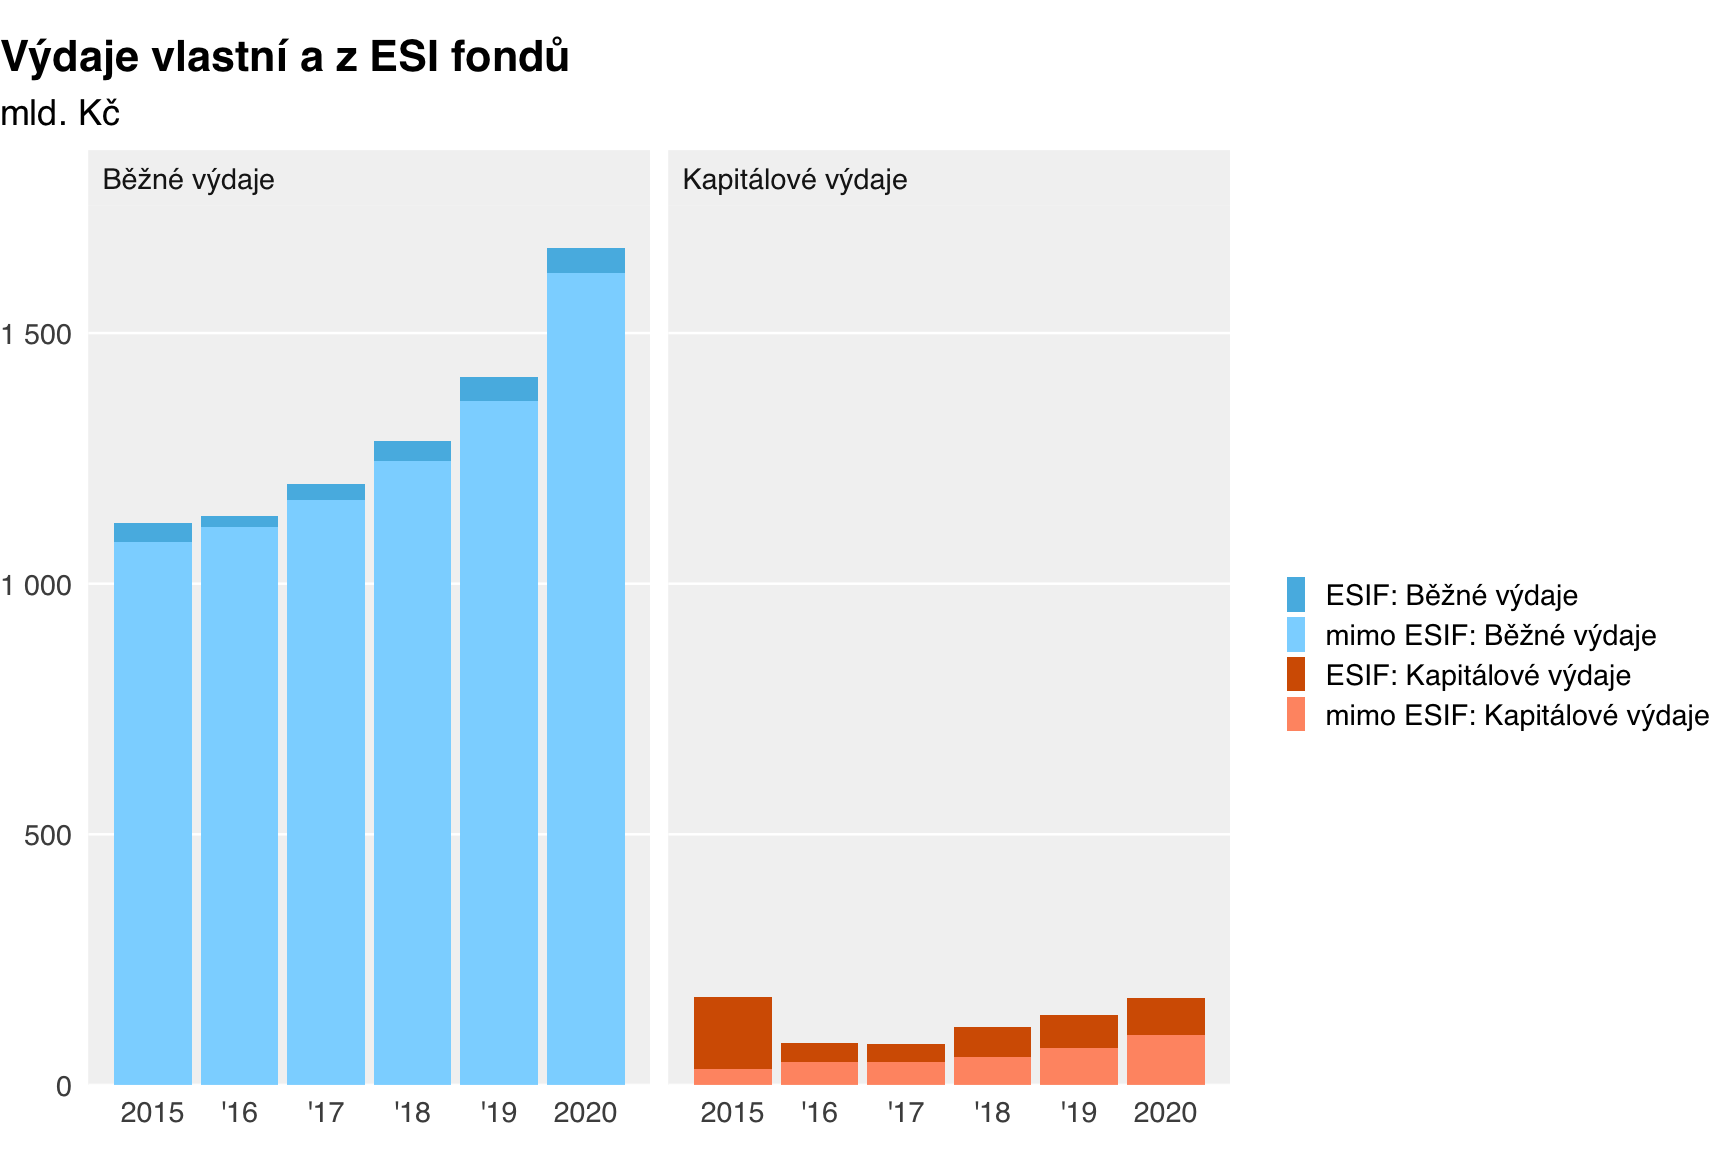 Výdaje vlastní a z ESI fondů
mld. Kč
Běžné výdaje
Kapitálové výdaje
1 500
1 000
500
0
2015 '16 '17 '18 '19 2020
2015 '16 '17 '18 '19 2020
ESIF: Běžné výdaje
mimo ESIF: Běžné výdaje
ESIF: Kapitálové výdaje
mimo ESIF: Kapitálové výdaje